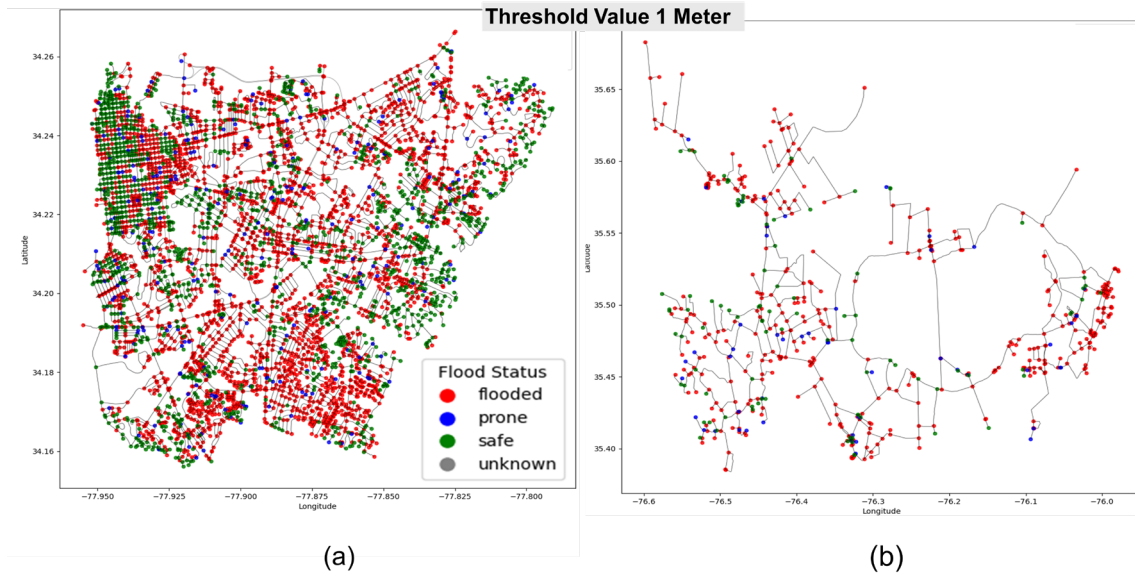 Threshold Value 1 Meter
34.26
34.24
34.22
34.20
34.18
34.16
Latitude
−77.950
−77.925
−77.900
−77.875
−77.850
−77.825
−77.800
Longitude
Flood Status
flooded
prone
safe
unknown
(a)
35.65
35.60
35.55
35.50
35.45
35.40
Latitude
−76.6
−76.5
−76.4
−76.3
−76.2
−76.1
−76.0
Longitude
(b)